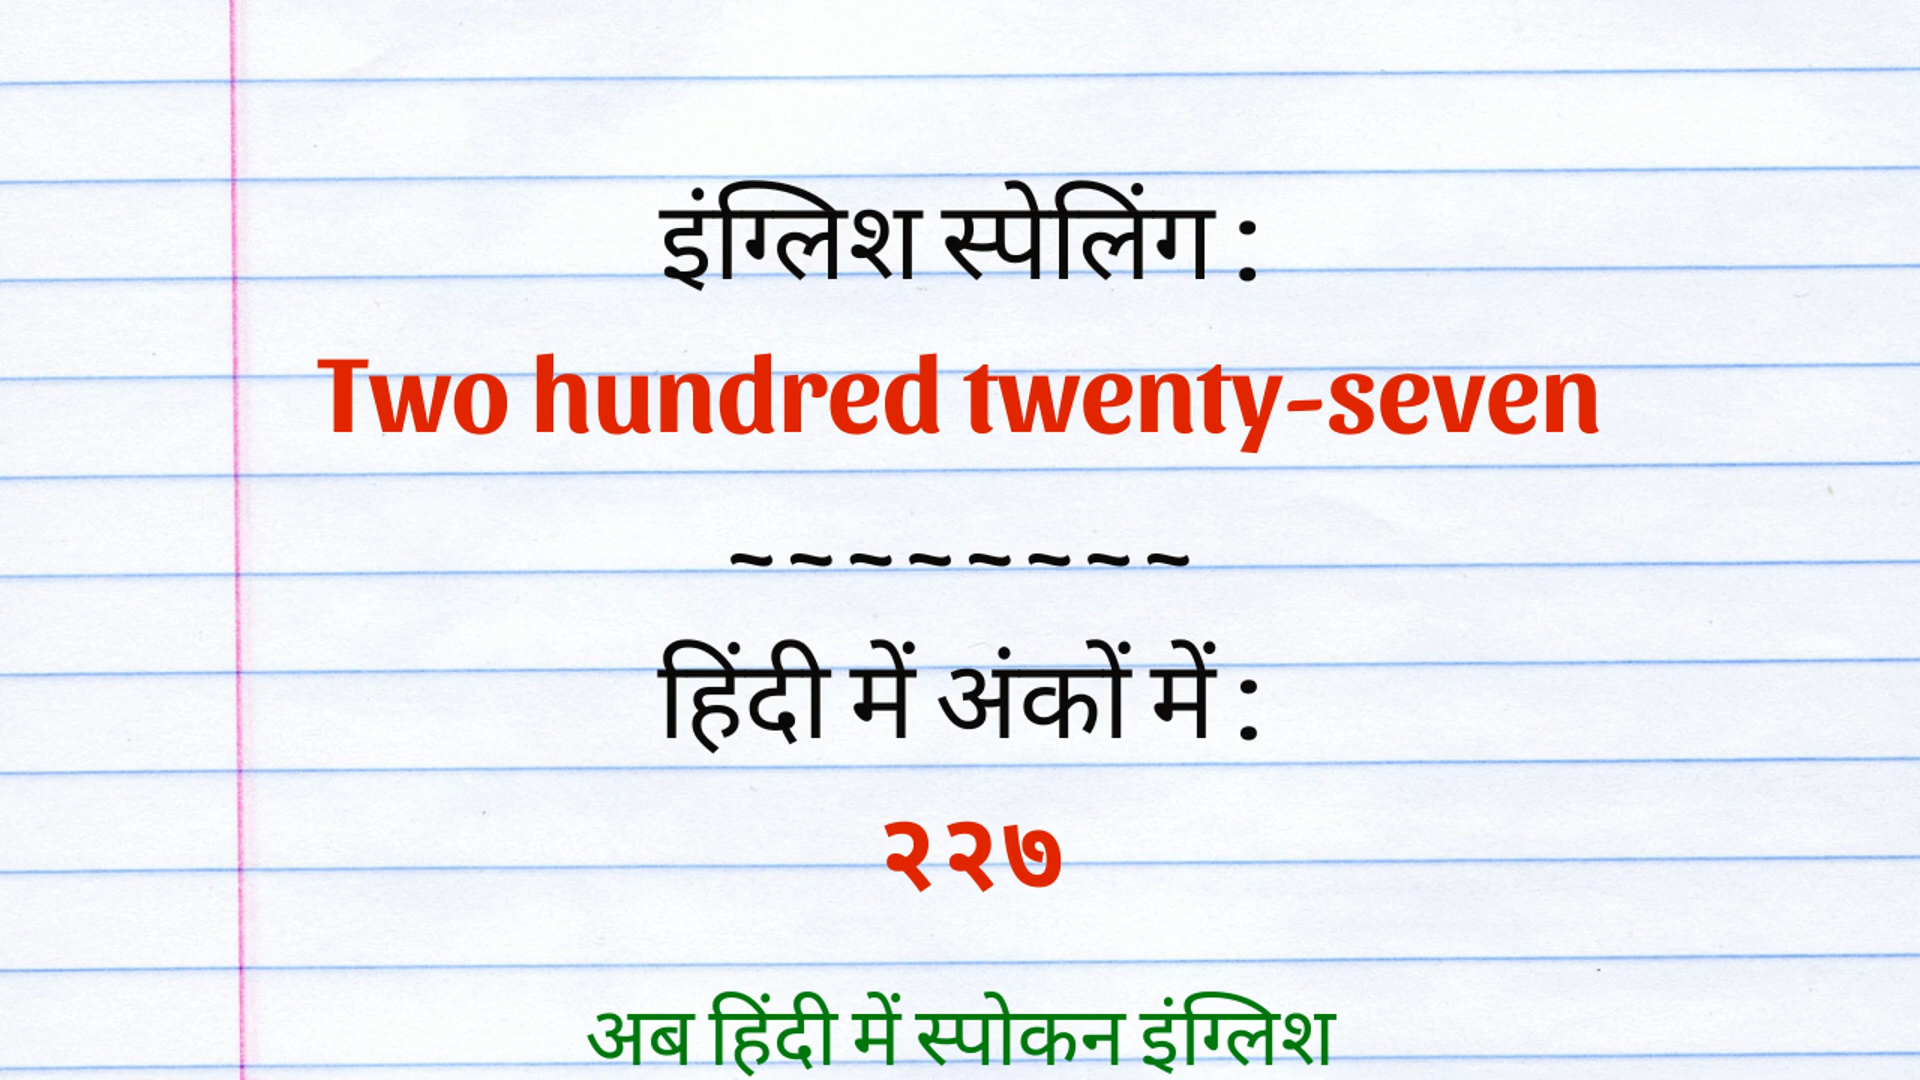 इंग्लिश स्पेलिंग :
Two hundred twenty-seven
~ ~ ~ ~ ~ ~ ~ ~
हिंदी में अंकों में :
२२७
अब हिंदी में स्पोकन इंग्लिश